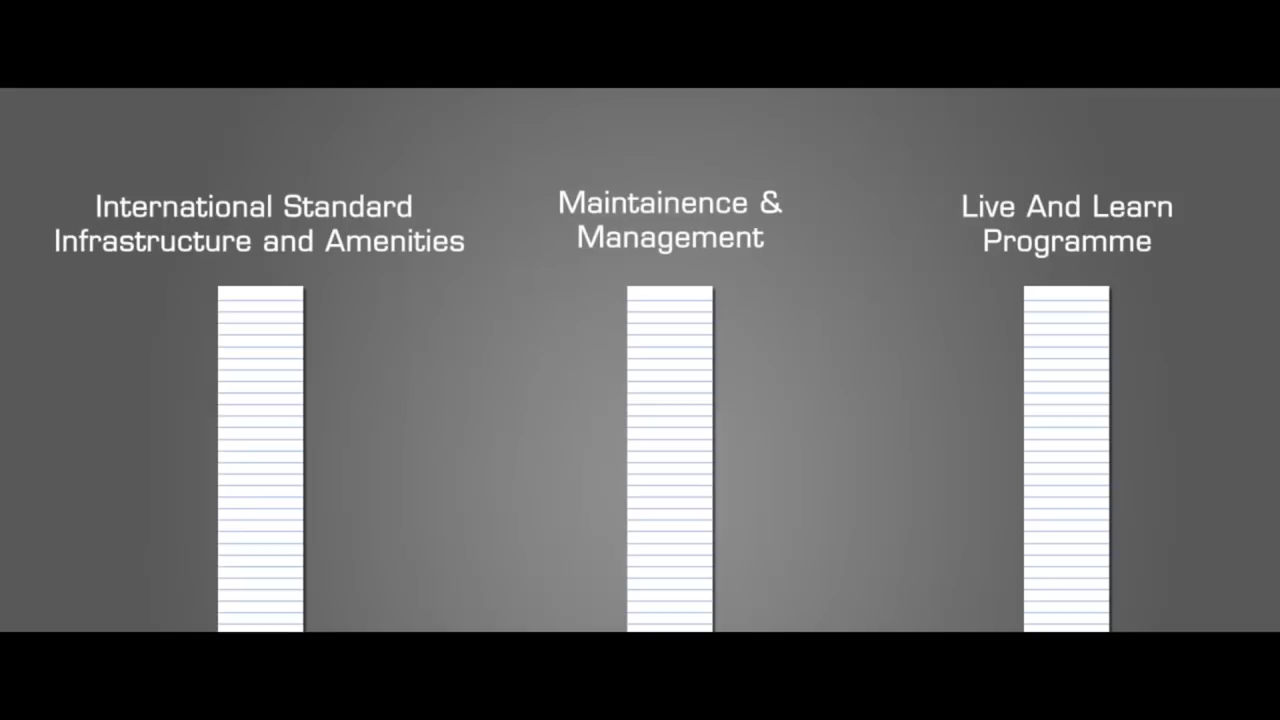 International Standard
Infrastructure and Amenities
Maintainence &
Management
Live And Learn
Programme